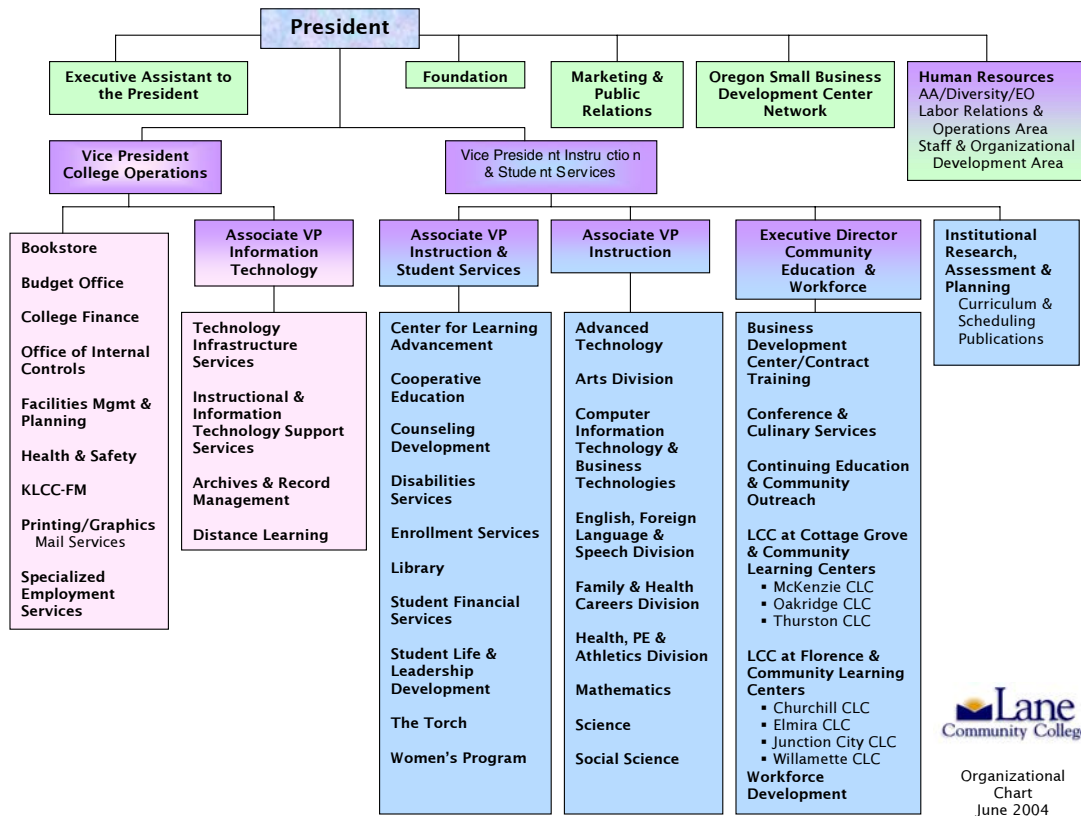 President
Executive Assistant to
the President
Foundation
Marketing &
Public
Relations
Oregon Small Business
Development Center
Network
Human Resources
AA/Diversity/EO
Labor Relations &
Operations Area
Staff & Organizational
Development Area
Vice President
College Operations
Vice President Instruction
& Student Services
Bookstore
Budget Office
College Finance
Office of Internal
Controls
Facilities Mgmt &
Planning
Health & Safety
KLCC-FM
Printing/Graphics
Mail Services
Specialized
Employment
Services
Associate VP
Information
Technology
Technology
Infrastructure
Services
Instructional &
Information
Technology Support
Services
Archives & Record
Management
Distance Learning
Associate VP
Instruction &
Student Services
Center for Learning
Advancement
Cooperative
Education
Counseling
Development
Disabilities
Services
Enrollment Services
Library
Student Financial
Services
Student Life &
Leadership
Development
The Torch
Women's Program
Associate VP
Instruction
Advanced
Technology
Arts Division
Computer
Information
Technology &
Business
Technologies
English, Foreign
Language &
Speech Division
Family & Health
Careers Division
Health, PE &
Athletics Division
Mathematics
Science
Social Science
Executive Director
Community
Education &
Workforce
Business
Development
Center/Contract
Training
Conference &
Culinary Services
Continuing Education
& Community
Outreach
LCC at Cottage Grove
& Community
Learning Centers
▪ McKenzie CLC
▪ Oakridge CLC
▪ Thurston CLC
LCC at Florence &
Community Learning
Centers
▪ Churchill CLC
▪ Elmira CLC
▪ Junction City CLC
▪ Willamette CLC
Workforce
Development
Institutional
Research,
Assessment &
Planning
Curriculum &
Scheduling
Publications
Lane
Community College
Organizational
Chart
June 2004